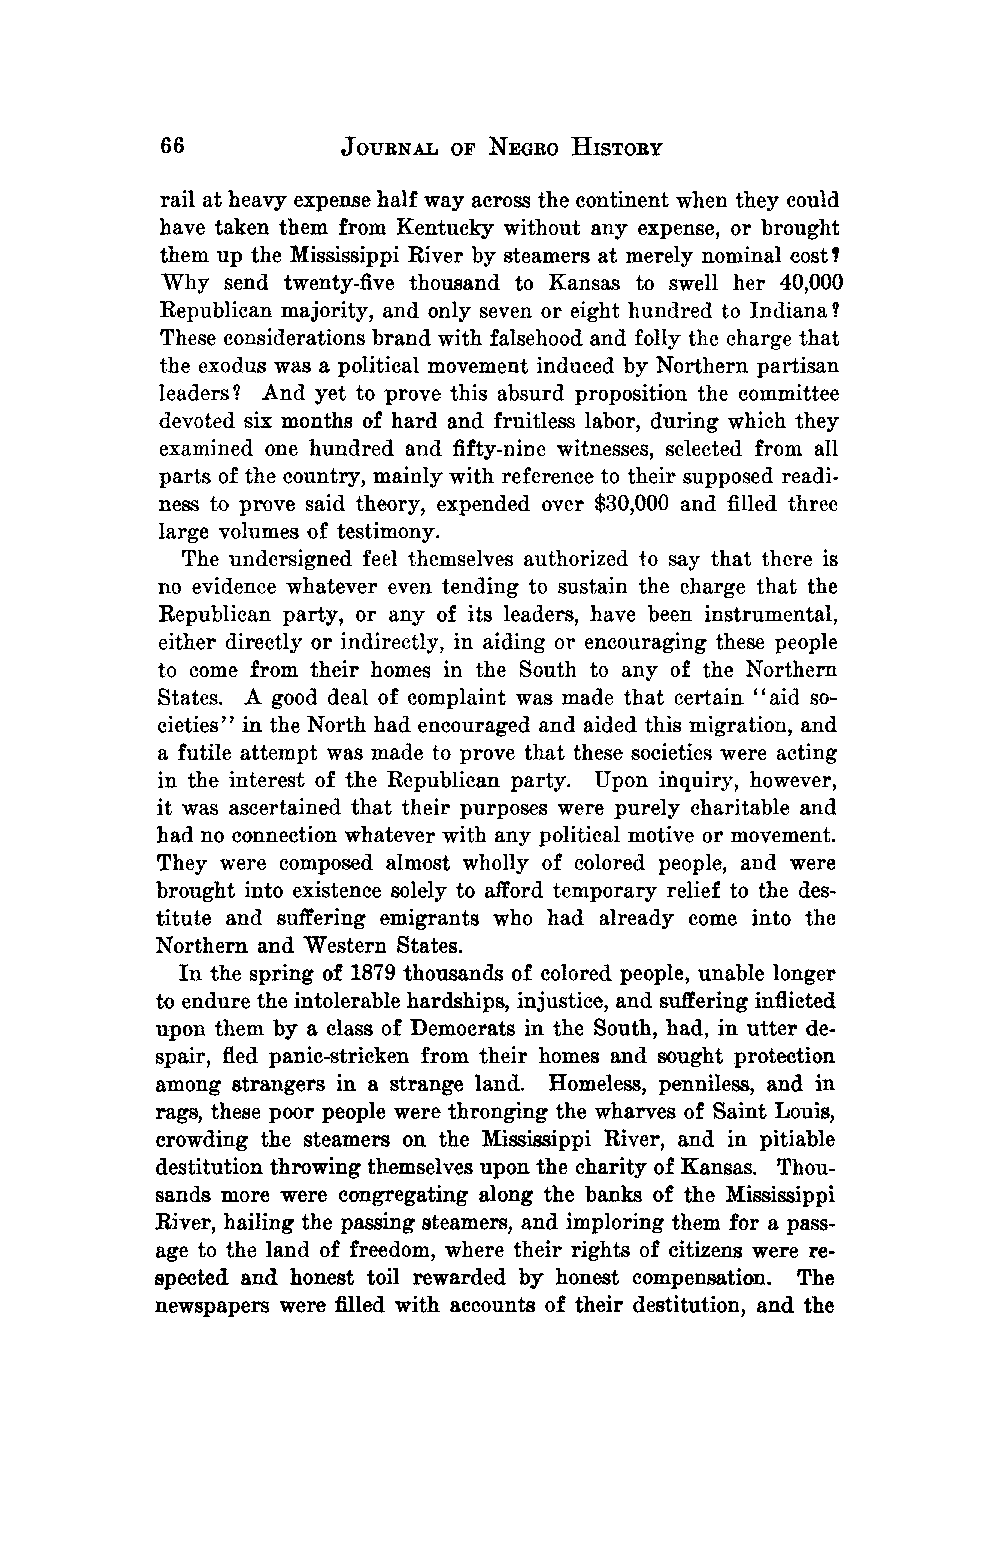 66 JOURNAL OF NEGRO HISTORY
rail at heavy expense half way across the continent when they could
have taken them from Kentucky without any expense, or brought
them up the Mississippi River by steamers at merely nominal cost?
Why send twenty-five thousand to Kansas to swell her 40,000
Republican majority, and only seven or eight hundred to Indiana?
These considerations brand with falsehood and folly the charge that
the exodus was a political movement induced by Northern partisan
leaders? And yet to prove this absurd proposition the committee
devoted six months of hard and fruitless labor, during which they
examined one hundred and fifty-nine witnesses, selected from all
parts of the country, mainly with reference to their supposed readi-
ness to prove said theory, expended over $30,000 and filled three
large volumes of testimony.
The undersigned feel themselves authorized to say that there is
no evidence whatever even tending to sustain the charge that the
Republican party, or any of its leaders, have been instrumental,
either directly or indirectly, in aiding or encouraging these people
to come from their homes in the South to any of the Northern
States. A good deal of complaint was made that certain "aid so-
cieties" in the North had encouraged and aided this migration, and
a futile attempt was made to prove that these societies were acting
in the interest of the Republican party. Upon inquiry, however,
it was ascertained that their purposes were purely charitable and
had no connection whatever with any political motive or movement.
They were composed almost wholly of colored people, and were
brought into existence solely to afford temporary relief to the des-
titute and suffering emigrants who had already come into the
Northern and Western States.
In the spring of 1879 thousands of colored people, unable longer
to endure the intolerable hardships, injustice, and suffering inflicted
upon them by a class of Democrats in the South, had, in utter de-
spair, fled panic-stricken from their homes and sought protection
among strangers in a strange land. Homeless, penniless, and in
rags, these poor people were thronging the wharves of Saint Louis,
crowding the steamers on the Mississippi River, and in pitiable
destitution throwing themselves upon the charity of Kansas. Thou-
sands more were congregating along the banks of the Mississippi
River, hailing the passing steamers, and imploring them for a pass-
age to the land of freedom, where their rights of citizens were re-
spected and honest toil rewarded by honest compensation. The
newspapers were filled with accounts of their destitution, and the